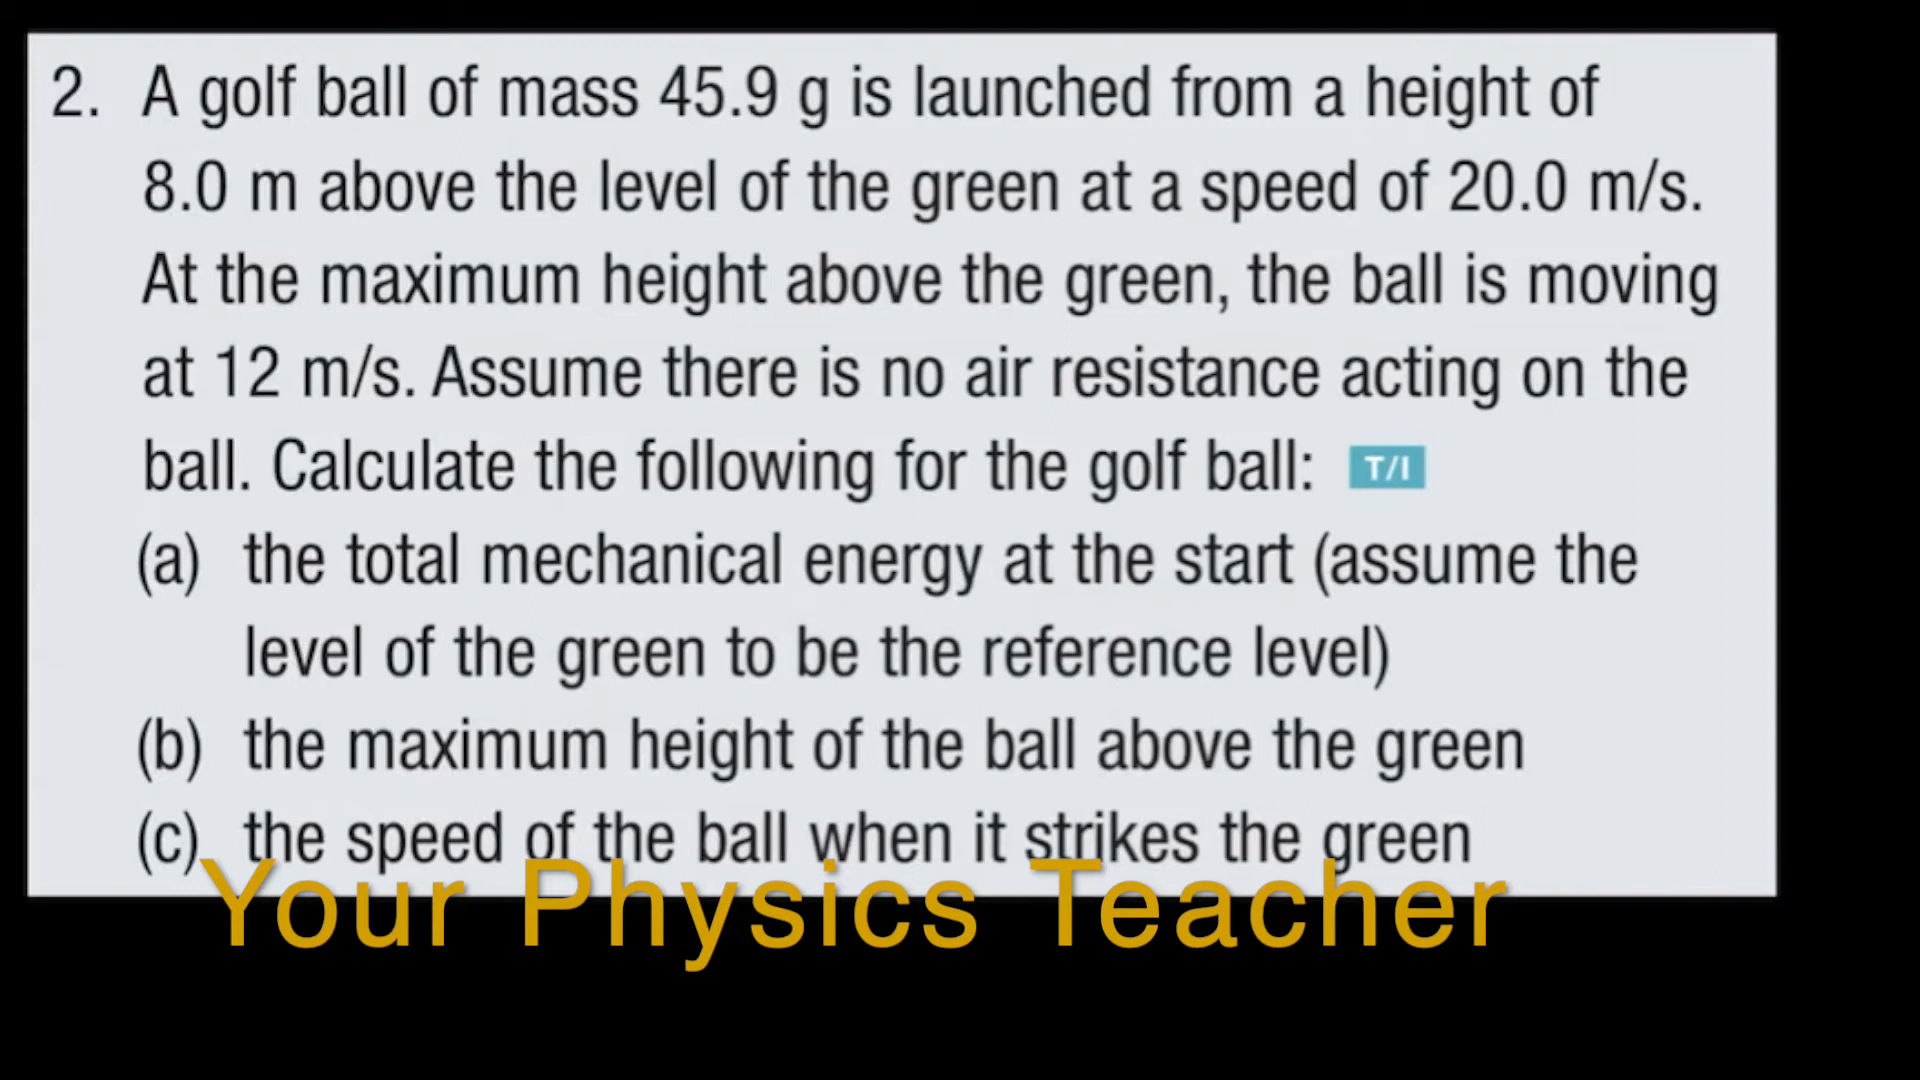 2. A golf ball of mass 45.9 g is launched from a height of
8.0 m above the level of the green at a speed of 20.0 m/s.
At the maximum height above the green, the ball is moving
at 12 m/s. Assume there is no air resistance acting on the
ball. Calculate the following for the golf ball: T/I
(a) the total mechanical energy at the start (assume the
level of the green to be the reference level)
(b) the maximum height of the ball above the green
(c) the speed of the ball when it strikes the green
Your Physics Teacher